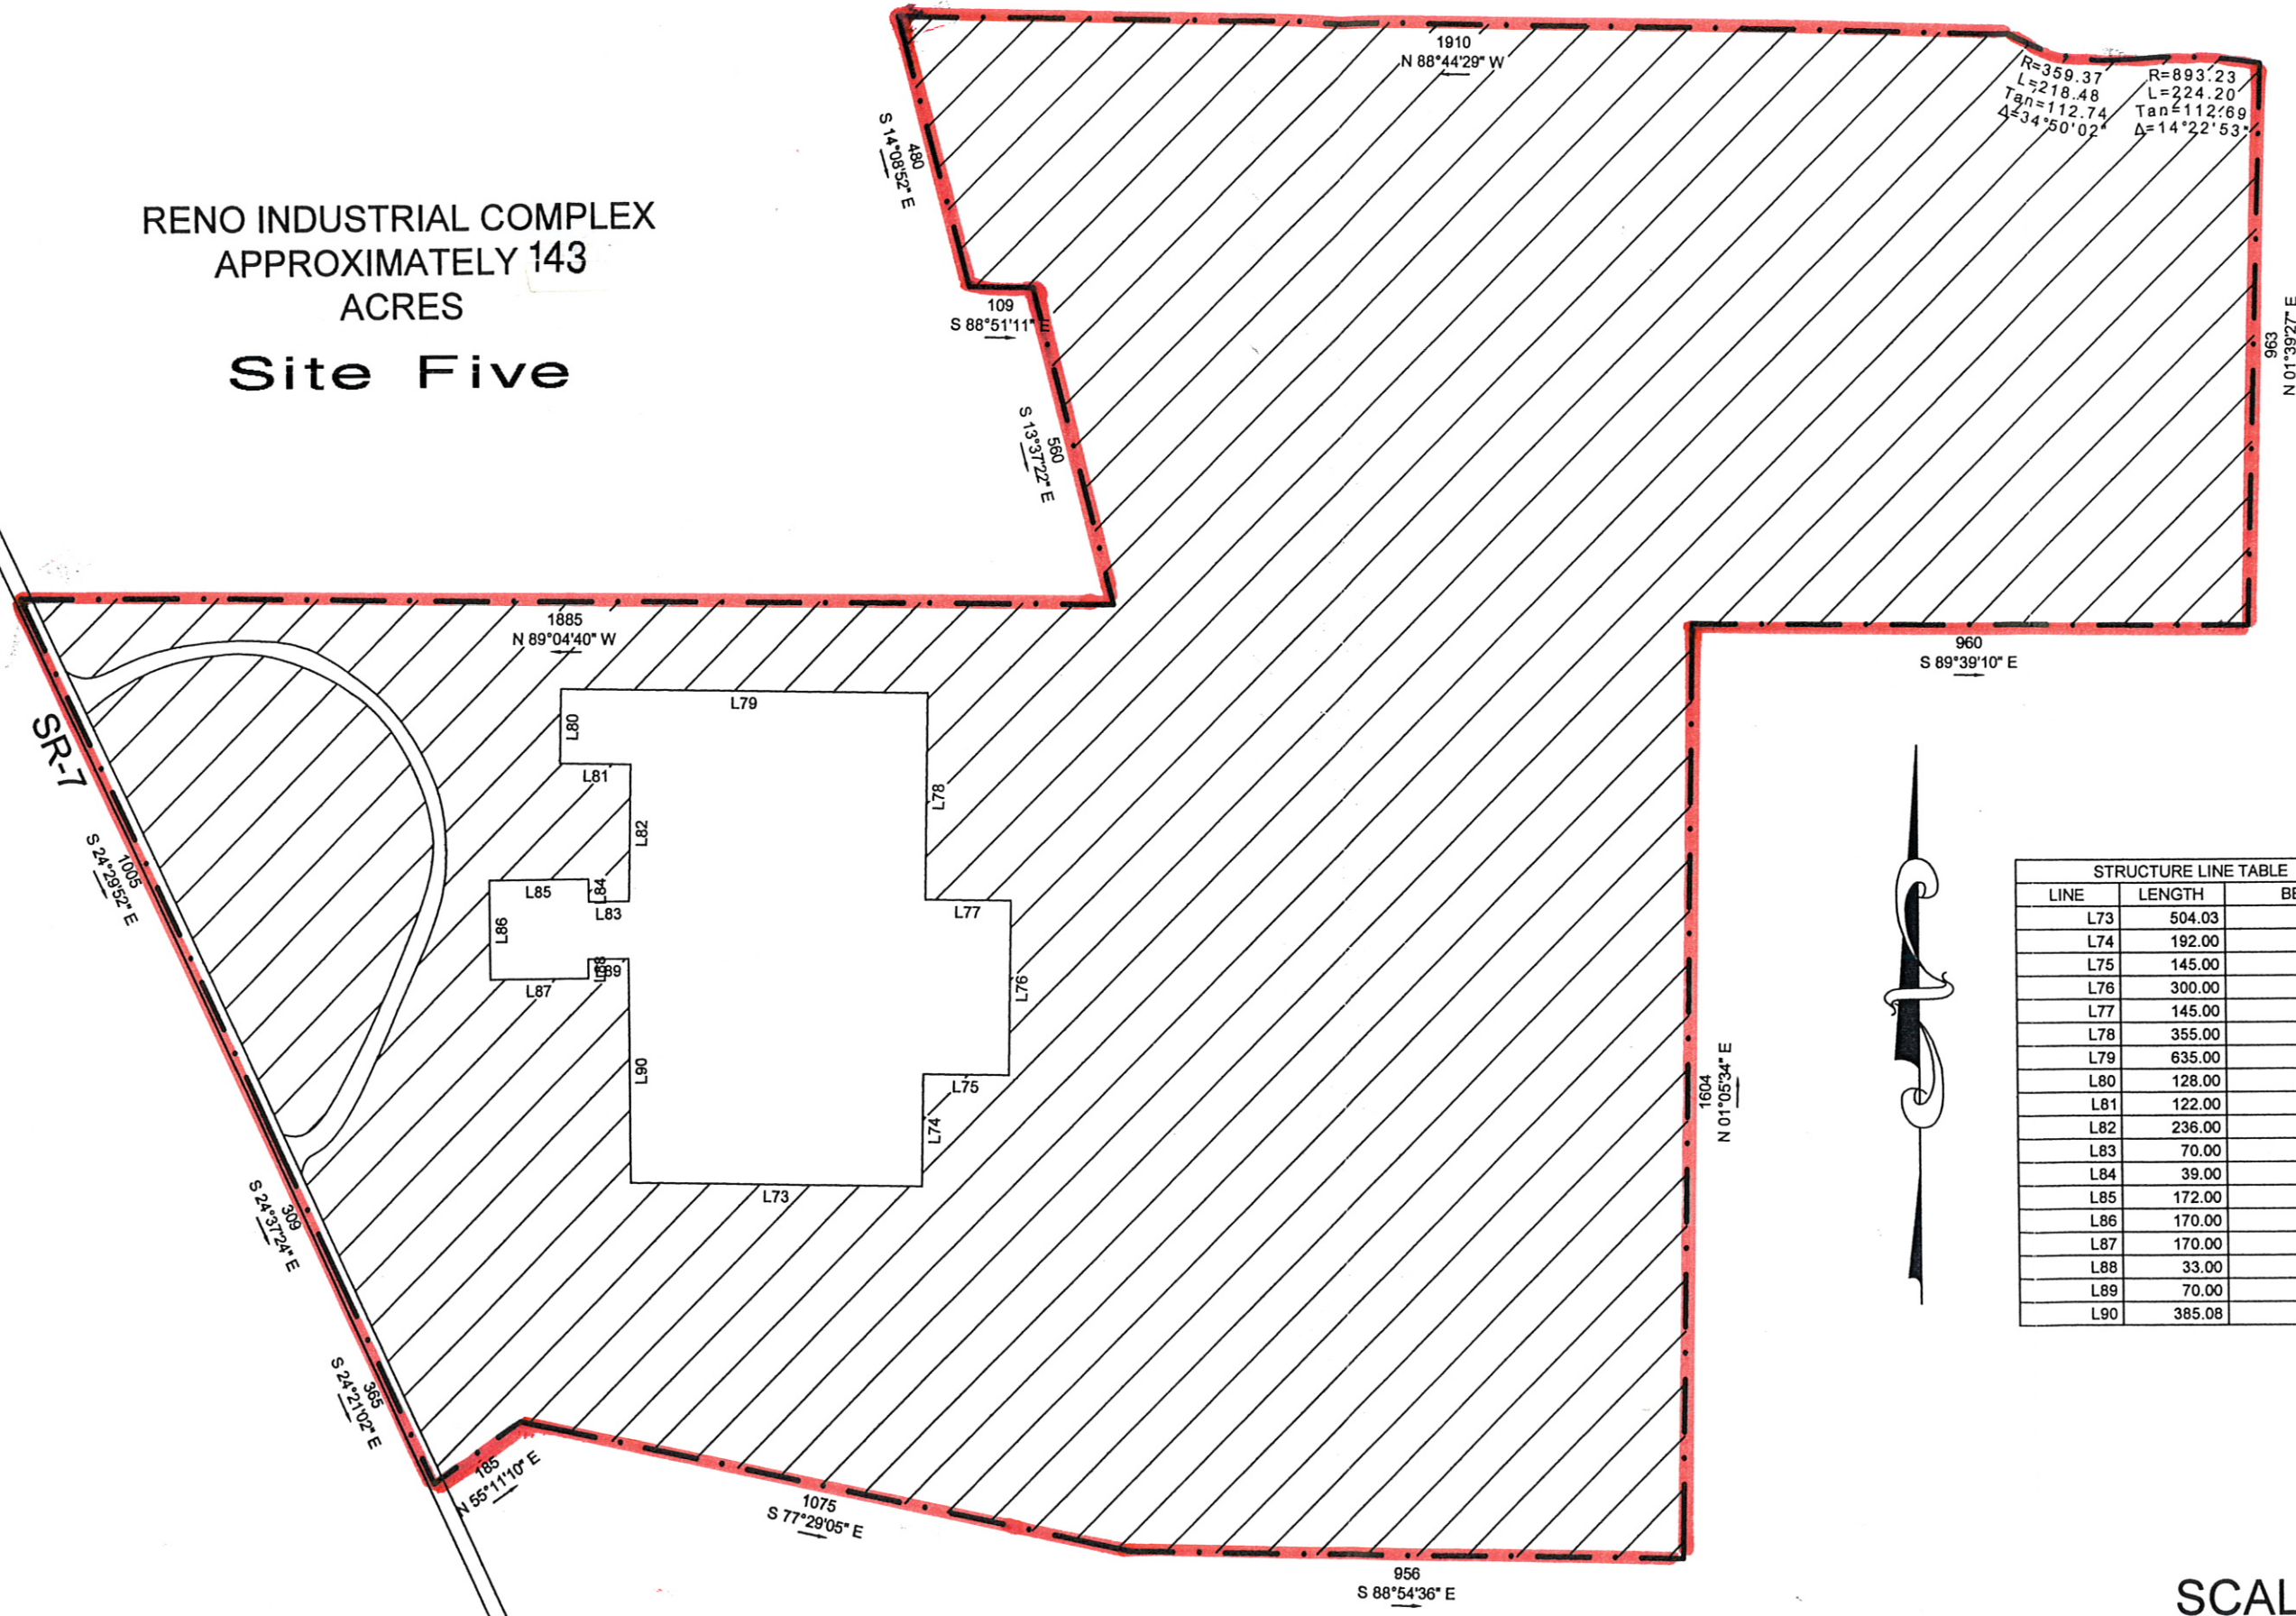 1910
N 88°44'29" W
R=359.37
L=218.48
Tan=112.74
Δ=34°50'02"
R=893.23
L=224.20
Tan=112.69
Δ=14°22'53"
480
S 14°08'52" E
RENO INDUSTRIAL COMPLEX
APPROXIMATELY 143
ACRES
Site Five
109
S 88°51'11" E
963
N 01°39'27" E
560
S 13°37'22" E
1885
N 89°04'40" W
960
S 89°39'10" E
SR-7
L79
L80
L81
L78
L82
1005
S 24°29'52" E
L85
L84
L83
L77
L86
L88
L89
L87
L76
L90
L75
L74
L73
1604
N 01°05'34" E
STRUCTURE LINE TABLE
LINE LENGTH BE
L73 504.03
L74 192.00
L75 145.00
L76 300.00
L77 145.00
L78 355.00
L79 635.00
L80 128.00
L81 122.00
L82 236.00
L83 70.00
L84 39.00
L85 172.00
L86 170.00
L87 170.00
L88 33.00
L89 70.00
L90 385.08
309
S 24°37'24" E
365
S 24°21'02" E
185
N 55°11'10" E
1075
S 77°29'05" E
956
S 88°54'36" E
SCAL